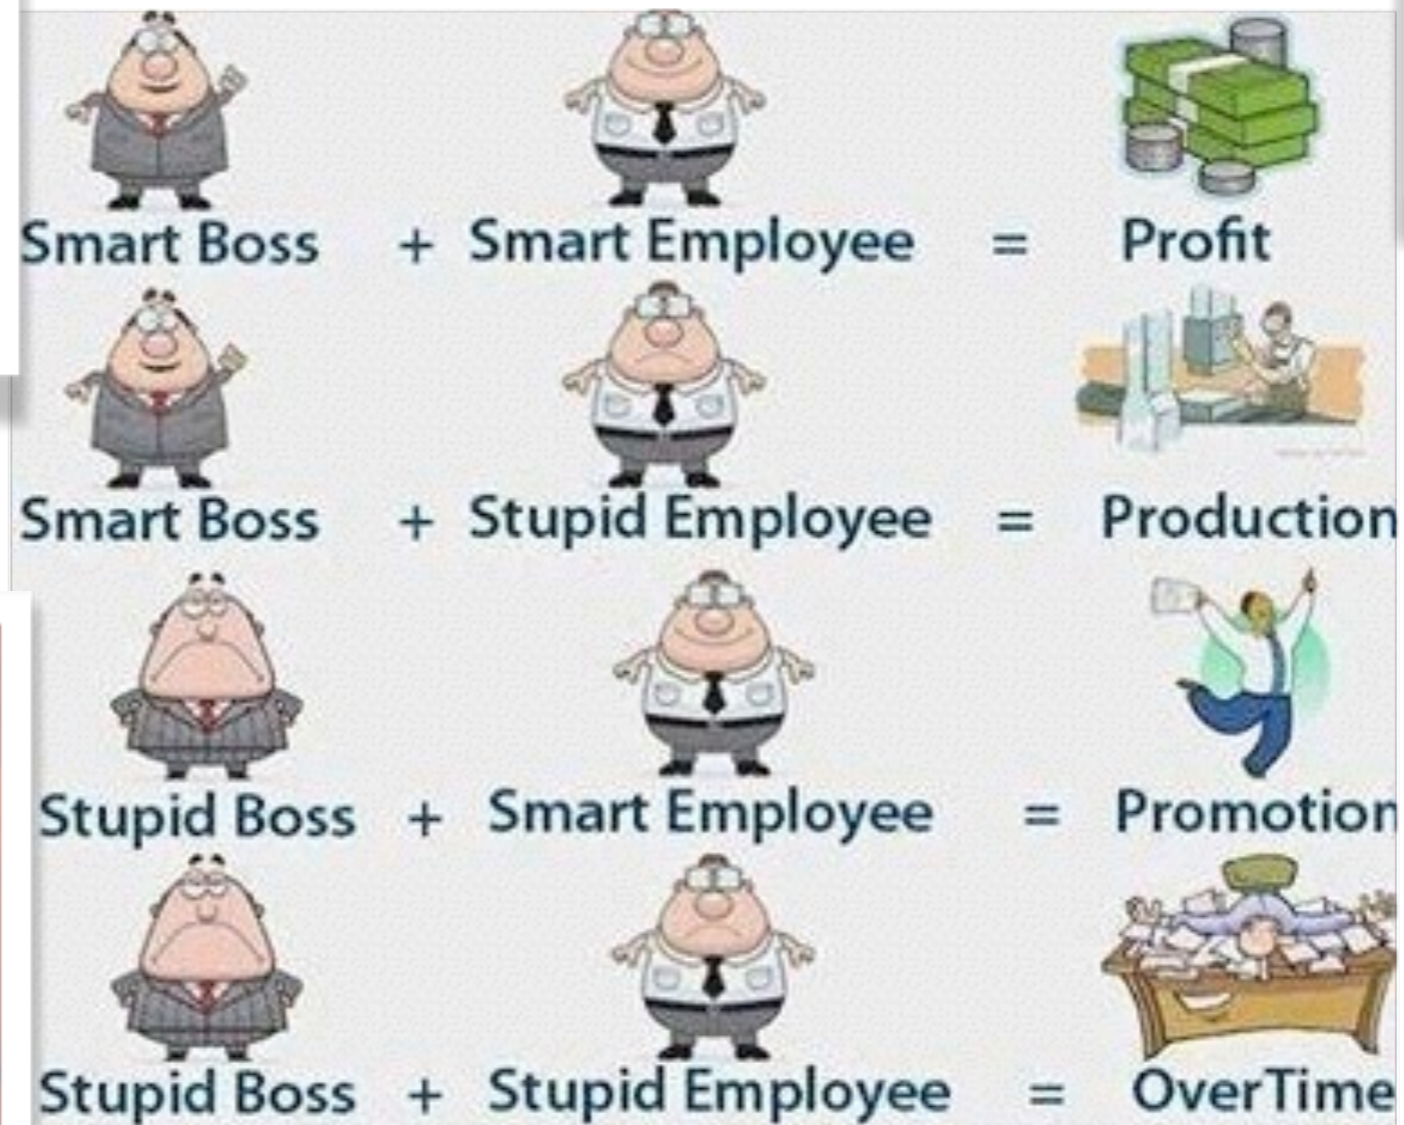 Smart Boss + Smart Employee = Profit
Smart Boss + Stupid Employee = Production
Stupid Boss + Smart Employee = Promotion
Stupid Boss + Stupid Employee = OverTime